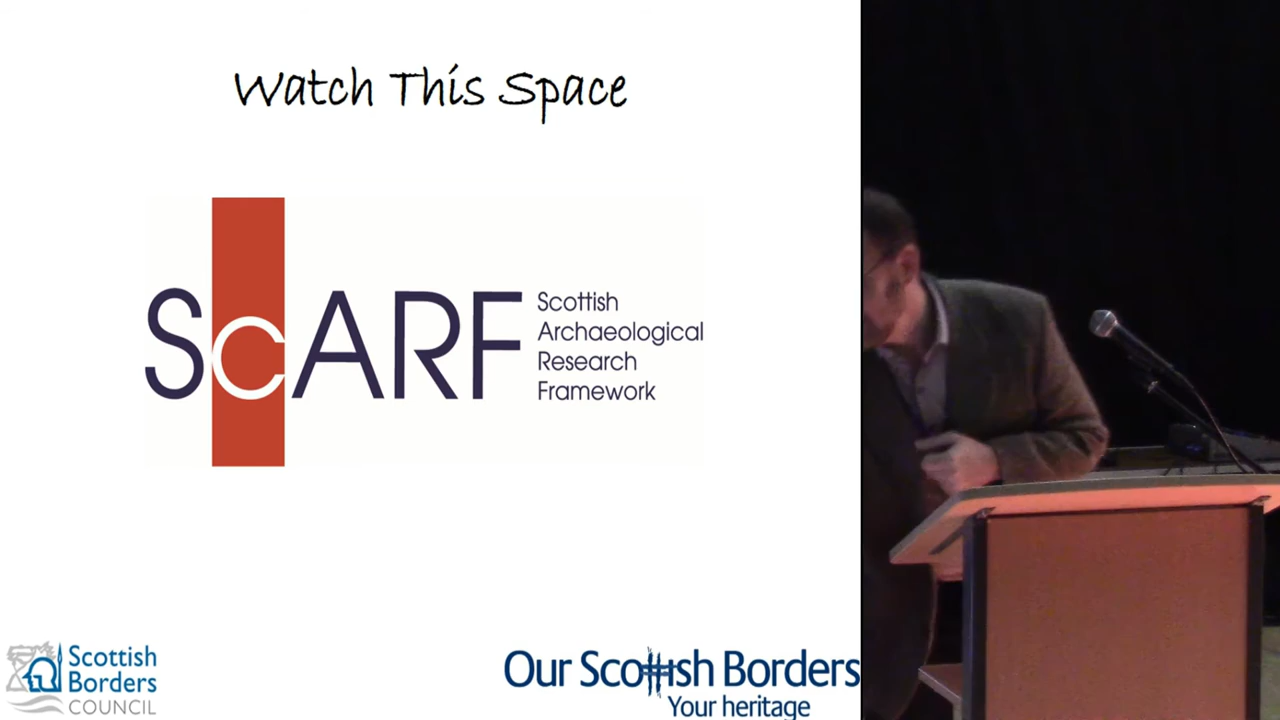 Watch This Space
ScARF
Scottish
Archaeological
Research
Framework
Scottish
Borders
COUNCIL
Our Scottish Borders
Your heritage